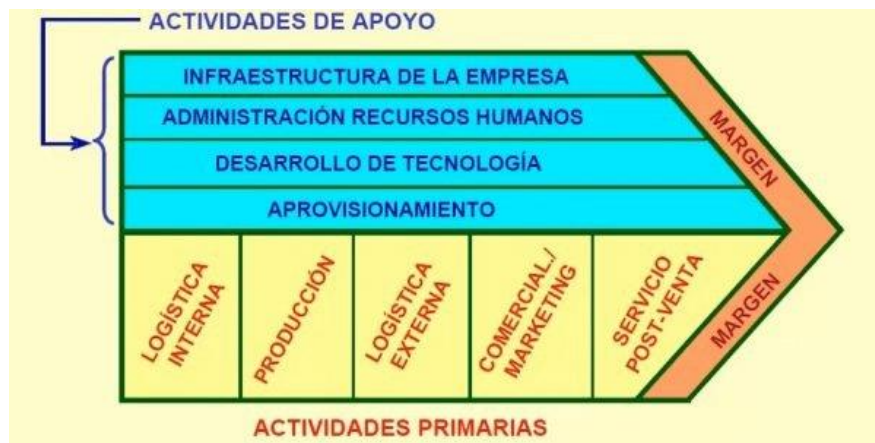 ACTIVIDADES DE APOYO
INFRAESTRUCTURA DE LA EMPRESA
ADMINISTRACIÓN RECURSOS HUMANOS
DESARROLLO DE TECNOLOGÍA
APROVISIONAMIENTO
MARGEN
LOGÍSTICA
INTERNA
PRODUCCIÓN
LOGÍSTICA
EXTERNA
COMERCIAL./
MARKETING
SERVICIO
POST-VENTA
MARGEN
ACTIVIDADES PRIMARIAS